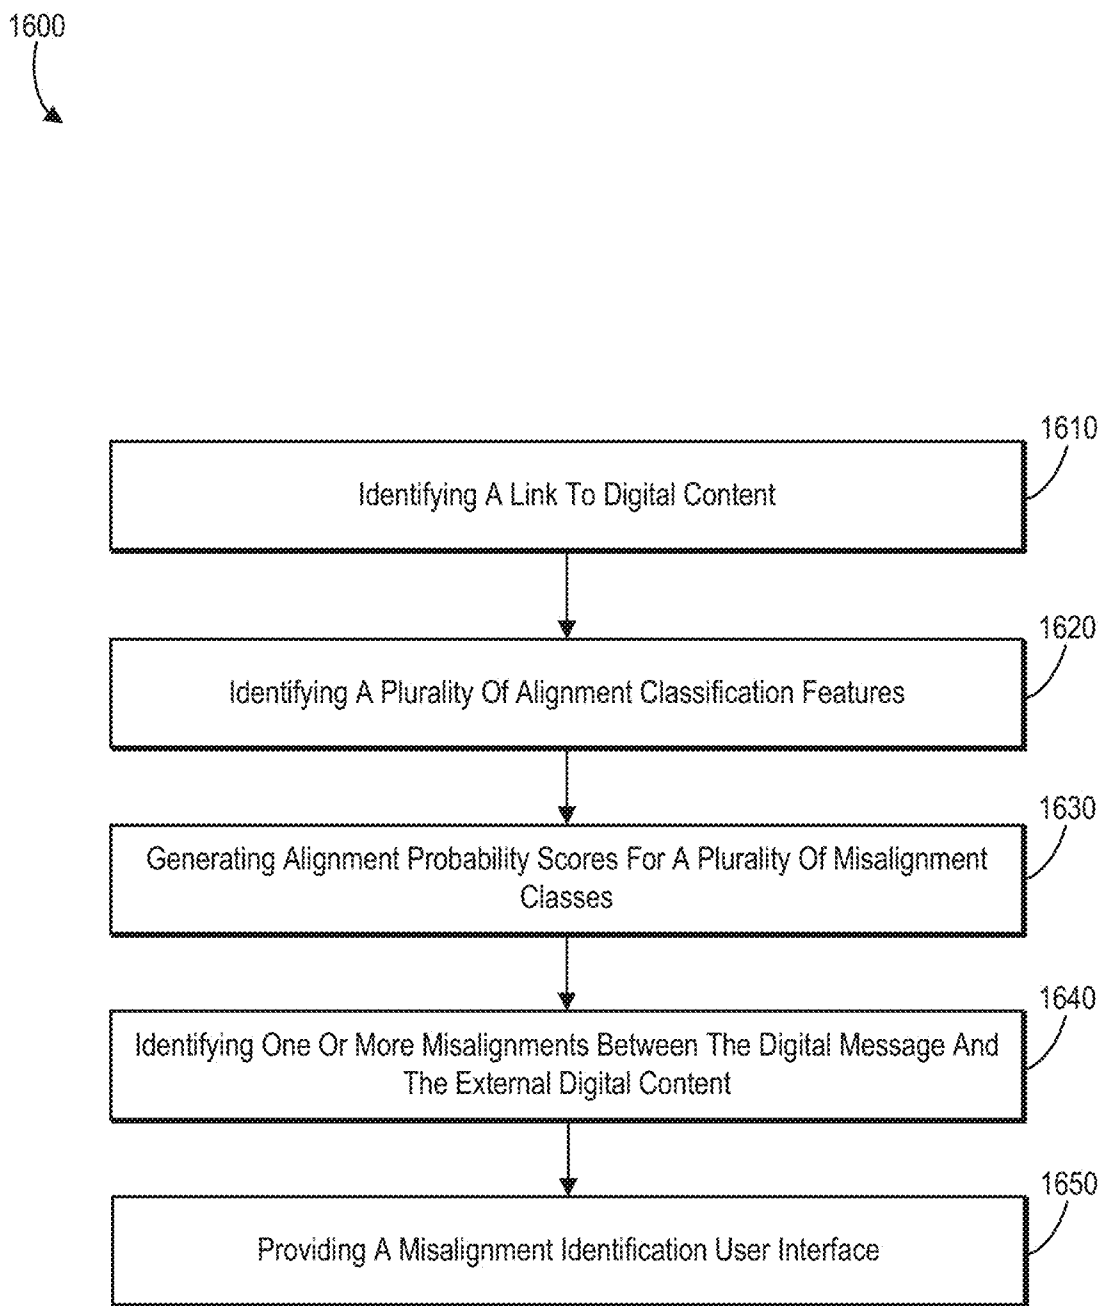 1600
1610
Identifying A Link To Digital Content
1620
Identifying A Plurality Of Alignment Classification Features
1630
Generating Alignment Probability Scores For A Plurality Of Misalignment
Classes
1640
Identifying One Or More Misalignments Between The Digital Message And
The External Digital Content
1650
Providing A Misalignment Identification User Interface